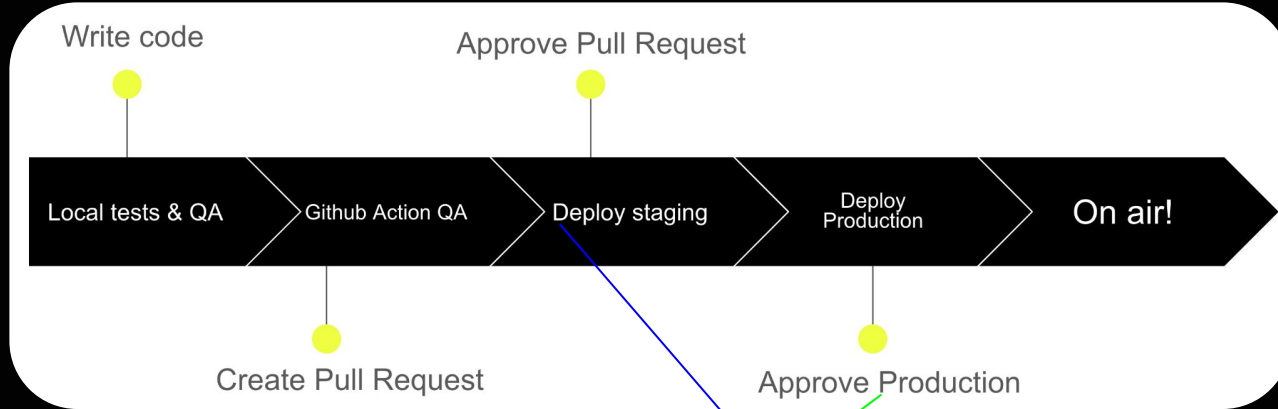 Write code
Approve Pull Request
Local tests & QA
Github Action QA
Deploy staging
Deploy
Production
On air!
Create Pull Request
Approve Production